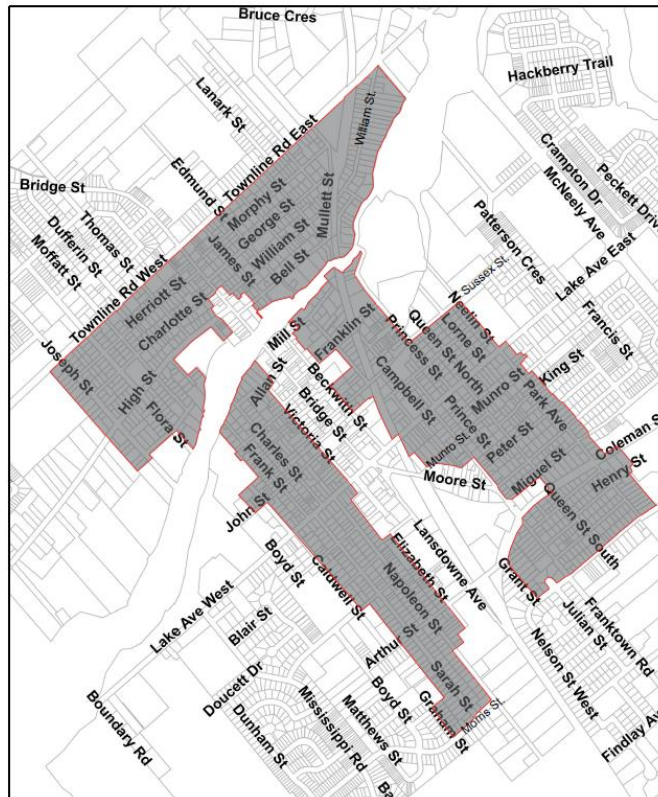 Bruce Cres
Hackberry Trail
Lanark St
William St.
Townline Rd East
Crampton Dr
Peckett Driv
McNeely Ave
Edmund St
Morphy St
George St
Mullett St
Bridge St
William St
Thomas St
Dufferin St
Moffatt St
James St
Bell St
Patterson Cres
Lake Ave East
Sussex St.
Townline Rd West
Herriott St
Charlotte St
Francis St
Neelin St
Lorne St
Queen St North
Princess St
Mill St
Franklin St
King St
Joseph St
High St
Flora St
Allan St
Beckwith St
Bridge St
Campbell St
Munro St
Park Ave
Prince St
Peter St
Victoria St
Coleman S
Munro St.
Charles St
Frank St
Moore St
Miguel St
Henry St
Queen St South
John St
Lansdowne Ave
Elizabeth St
Boyd St
Caldwell St
Napoleon St
Grant St
Lake Ave West
Blair St
Julian St
Franktown Rd
Arthur St
Sarah St
Nelson St West
Doucett Dr
Boyd St
Graham St
Morris St.
Boundary Rd
Dunham St
Mississippi Rd
Matthews St
Findlay Av
Ba